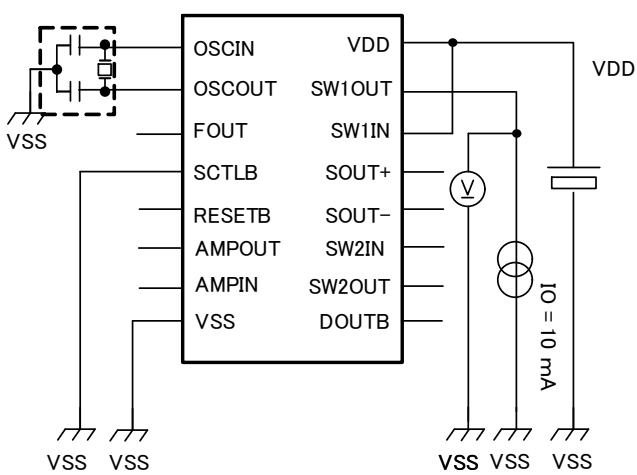 OSCIN
OSCOUT
FOUT
SCTLB
RESETB
AMPOUT
AMPIN
VSS
VDD
SW1OUT
SW1IN
SOUT+
SOUT−
SW2IN
SW2OUT
DOUTB
VSS
VDD
V
IO = 10 mA
VSS
VSS
VSS
VSS
VSS